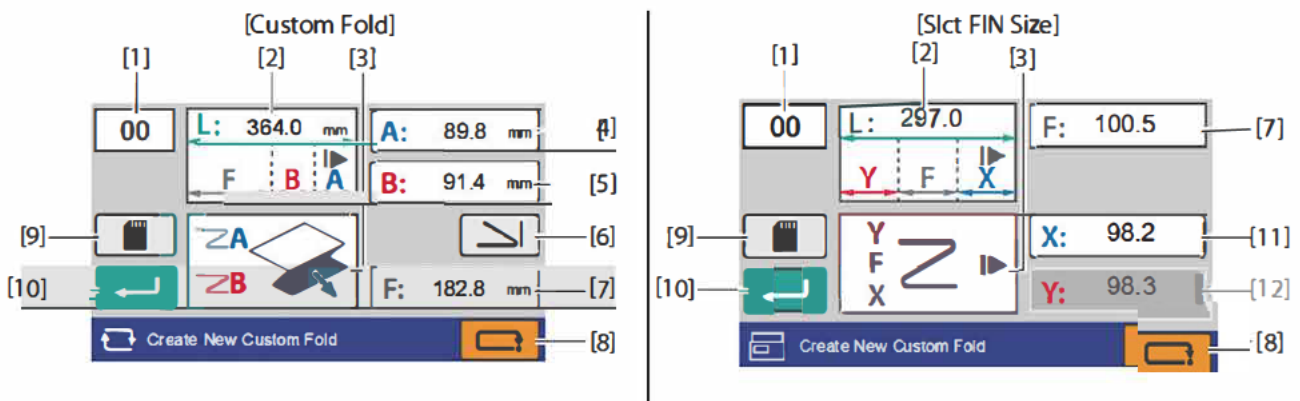 [Custom Fold]
[1]
[2]
[3]
00
L: 364.0 mm
F B A
A: 89.8 mm
B: 91.4 mm
[5]
[9]
A
B
[6]
[10]
F: 182.8 mm
[7]
Create New Custom Fold
[8]
[Slct FIN Size]
[1]
[2]
[3]
00
L: 297.0
Y F X
F: 100.5
[7]
[9]
Y
F
X
X: 98.2
[11]
[10]
Y: 98.3
[12]
Create New Custom Fold
[8]